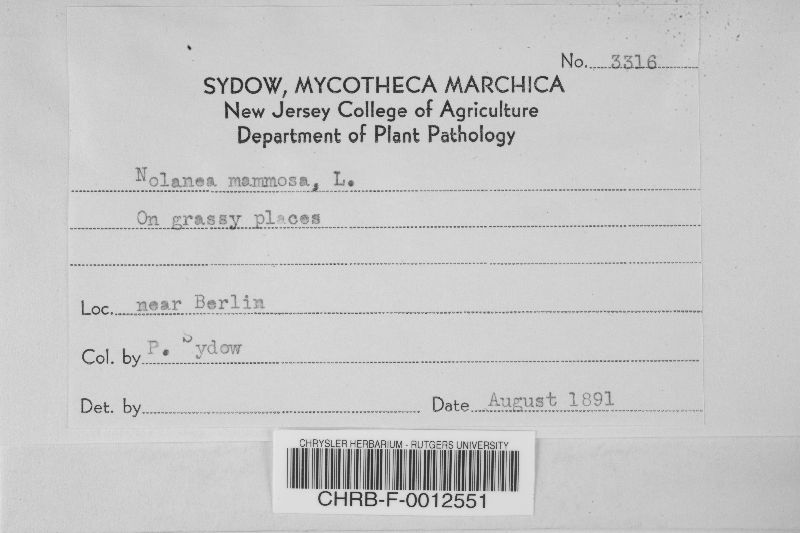 No. 3316
SYDOW, MYCOTHECA MARCHICA
New Jersey College of Agriculture
Department of Plant Pathology
Nolanea mammosa, L.
On grassy places
Loc. near Berlin
Col. by P. Sydow
Det. by
Date August 1891
CHRYSLER HERBARIUM - RUTGERS UNIVERSITY
CHRB-F-0012551